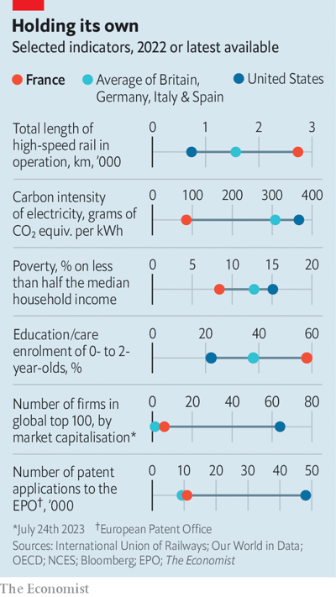 Holding its own
Selected indicators, 2022 or latest available
France
Average of Britain,
Germany, Italy & Spain
United States
Total length of
high-speed rail in
operation, km, '000
0 1 2 3
Carbon intensity
of electricity, grams of
CO₂ equiv. per kWh
0 100 200 300 400
Poverty, % on less
than half the median
household income
0 5 10 15 20
Education/care
enrolment of 0- to 2-
year-olds, %
0 20 40 60
Number of firms in
global top 100, by
market capitalisation*
0 20 40 60 80
Number of patent
applications to the
EPO†, '000
0 10 20 30 40 50
*July 24th 2023 †European Patent Office
Sources: International Union of Railways; Our World in Data;
OECD; NCES; Bloomberg; EPO; The Economist
The Economist